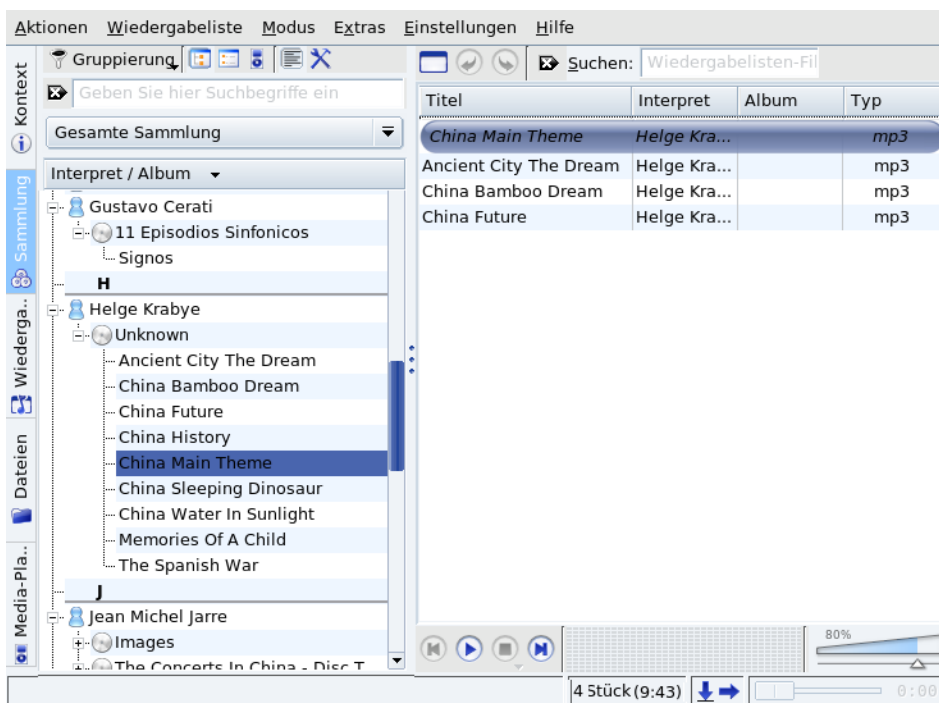 Aktionen Wiedergabeliste Modus Extras Einstellungen Hilfe
Kontext
Sammlung
Wiederga..
Dateien
Media-Pla..
Gruppierung
Geben Sie hier Suchbegriffe ein
Gesamte Sammlung
Interpret / Album
Gustavo Cerati
11 Episodios Sinfonicos
Signos
H
Helge Krabye
Unknown
Ancient City The Dream
China Bamboo Dream
China Future
China History
China Main Theme
China Sleeping Dinosaur
China Water In Sunlight
Memories Of A Child
The Spanish War
J
Jean Michel Jarre
Images
The Concerts In China - Disc T
Suchen: Wiedergabelisten-Fil
Titel Interpret Album Typ
China Main Theme Helge Kra... mp3
Ancient City The Dream Helge Kra... mp3
China Bamboo Dream Helge Kra... mp3
China Future Helge Kra... mp3
80%
4 Stück (9:43)
0:00